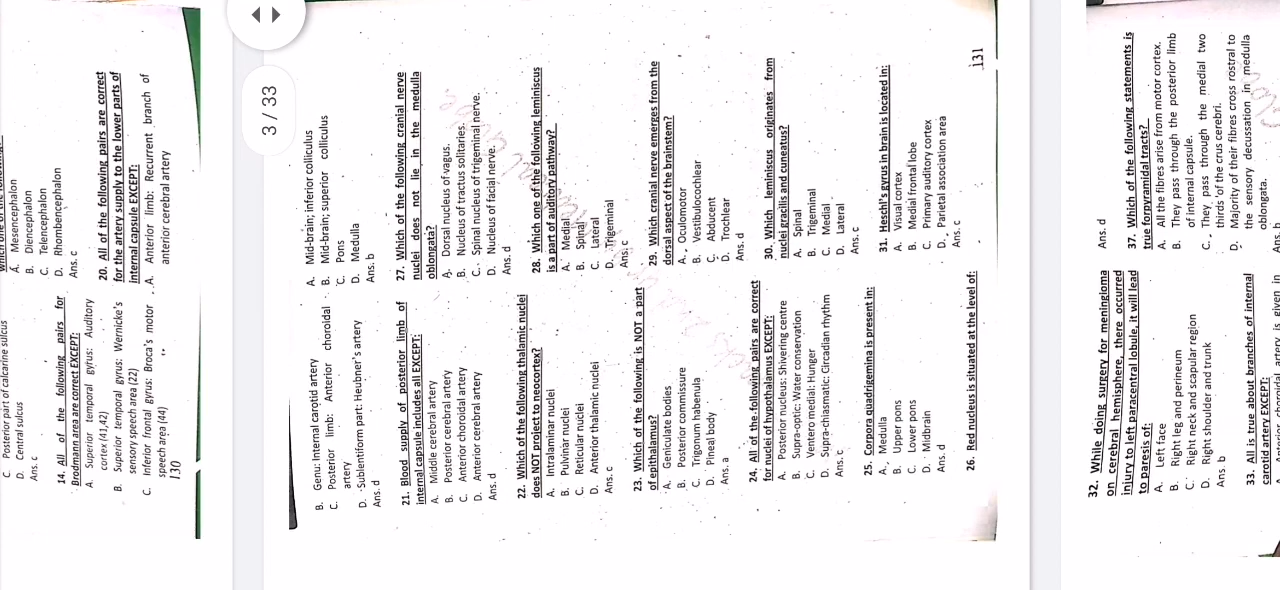 C. Posterior part of calcarine sulcus
D. Central sulcus
Ans. c
14. All of the following pairs for
Brodmann area are correct EXCEPT:
A. Superior temporal gyrus: Auditory
cortex (41,42)
B. Superior temporal gyrus: Wernicke's
sensory speech area (22)
C. Inferior frontal gyrus: Broca's motor
speech area (44)
130
A. Mesencephalon
B. Diencephalon
C. Telencephalon
D. Rhombencephalon
Ans. c
20. All of the following pairs are correct
for the artery supply to the lower parts of
internal capsule EXCEPT:
A. Anterior limb: Recurrent branch of
anterior cerebral artery
3 / 33
B. Genu: Internal carotid artery
C. Posterior limb: Anterior choroidal
artery
D. Sublentiform part: Heubner's artery
Ans. d
21. Blood supply of posterior limb of
internal capsule includes all EXCEPT:
A. Middle cerebral artery
B. Posterior cerebral artery
C. Anterior choroidal artery
D. Anterior cerebral artery
Ans. d
22. Which of the following thalamic nuclei
does NOT project to neocortex?
A. Intralaminar nuclei
B. Pulvinar nuclei
C. Reticular nuclei
D. Anterior thalamic nuclei
Ans. c
23. Which of the following is NOT a part
of epithalamus?
A. Geniculate bodies
B. Posterior commissure
C. Trigonum habenula
D. Pineal body
Ans. a
24. All of the following pairs are correct
for nuclei of hypothalamus EXCEPT:
A. Posterior nucleus: Shivering centre
B. Supra-optic: Water conservation
C. Ventero medial: Hunger
D. Supra-chiasmatic: Circadian rhythm
Ans. c
25. Corpora quadrigemina is present in:
A. Medulla
B. Upper pons
C. Lower pons
D. Midbrain
Ans. d
26. Red nucleus is situated at the level of:
A. Mid-brain; inferior colliculus
B. Mid-brain; superior colliculus
C. Pons
D. Medulla
Ans. b
27. Which of the following cranial nerve
nuclei does not lie in the medulla
oblongata?
A. Dorsal nucleus of vagus.
B. Nucleus of tractus solitaries.
C. Spinal nucleus of trigeminal nerve.
D. Nucleus of facial nerve.
Ans. d
28. Which one of the following leminiscus
is a part of auditory pathway?
A. Medial
B. Spinal
C. Lateral
D. Trigeminal
Ans. c
29. Which cranial nerve emerges from the
dorsal aspect of the brainstem?
A. Oculomotor
B. Vestibulocochlear
C. Abducent
D. Trochlear
Ans. d
30. Which leminiscus originates from
nuclei gracilis and cuneatus?
A. Spinal
B. Trigeminal
C. Medial
D. Lateral
Ans. c
31. Heschl's gyrus in brain is located in:
A. Visual cortex
B. Medial frontal lobe
C. Primary auditory cortex
D. Parietal association area
Ans. c
131
32. While doing surgery for meningioma
on cerebral hemisphere, there occurred
injury to left paracentral lobule, it will lead
to paresis of:
A. Left face
B. Right leg and perineum
C. Right neck and scapular region
D. Right shoulder and trunk
Ans. b
33. All is true about branches of internal
carotid artery EXCEPT:
Ans. d
37. Which of the following statements is
true for pyramidal tracts?
A. All the fibres arise from motor cortex.
B. They pass through the posterior limb
of internal capsule.
C. They pass through the medial two
thirds of the crus cerebri.
D. Majority of their fibres cross rostral to
the sensory decussation in medulla
oblongata.
Ans. b